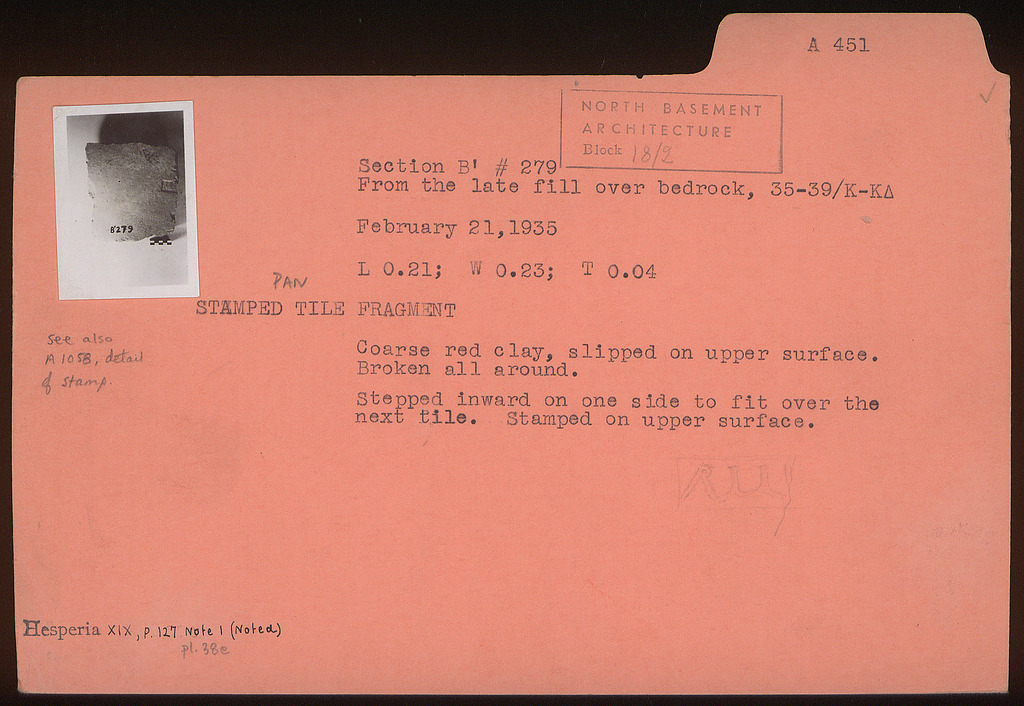 A 451
NORTH BASEMENT
ARCHITECTURE
Block 18/2
Section B' # 279
From the late fill over bedrock, 35-39/K-KΔ
February 21,1935
L 0.21; W 0.23; T 0.04
PAN
STAMPED TILE FRAGMENT
B'279
see also
A 105B, detail
of stamp.
Coarse red clay, slipped on upper surface.
Broken all around.
Stepped inward on one side to fit over the
next tile. Stamped on upper surface.
Hesperia XIX, P. 127 Note 1 (Noted)
pl. 38e